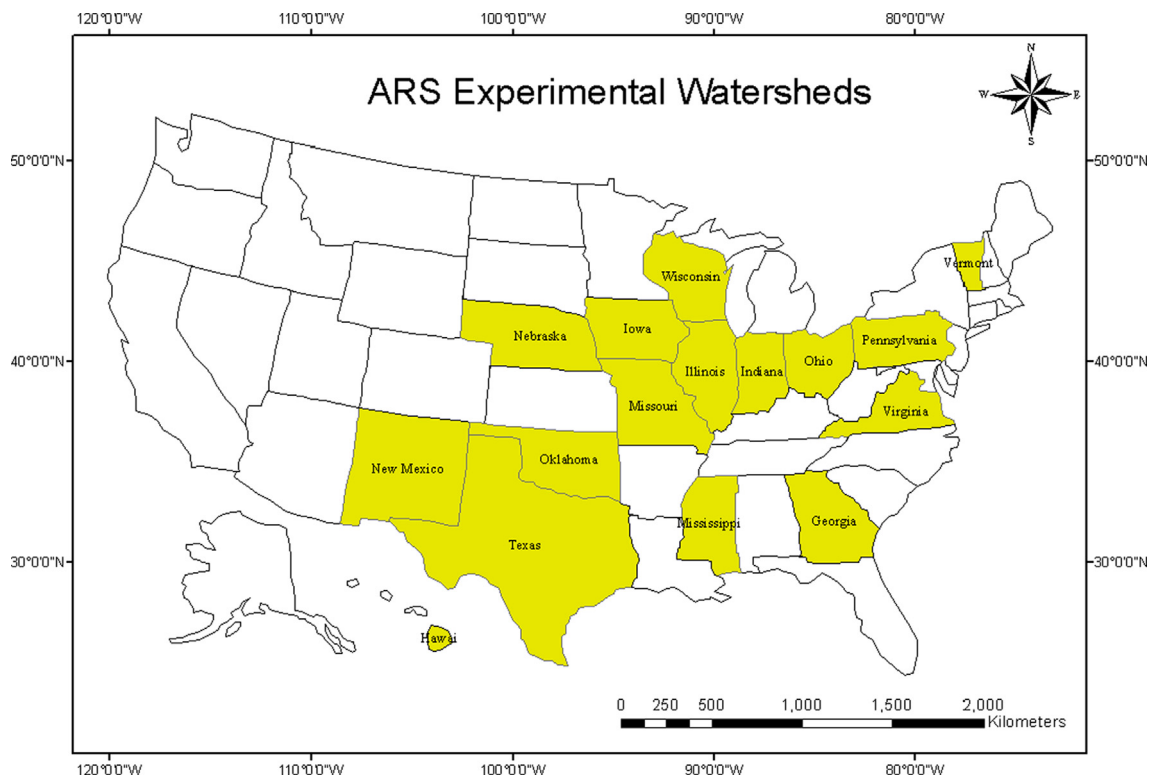 120°0'0"W 110°0'0"W 100°0'0"W 90°0'0"W 80°0'0"W
ARS Experimental Watersheds
N
W E
S
50°0'0"N 50°0'0"N
Vermont
Wisconsin
Iowa
Nebraska
Pennsylvania
40°0'0"N 40°0'0"N
Ohio
Illinois Indiana
Missouri
Virginia
Oklahoma
New Mexico
Mississippi Georgia
Texas
30°0'0"N 30°0'0"N
Hawai
0 250 500 1,000 1,500 2,000
Kilometers
120°0'0"W 110°0'0"W 100°0'0"W 90°0'0"W 80°0'0"W